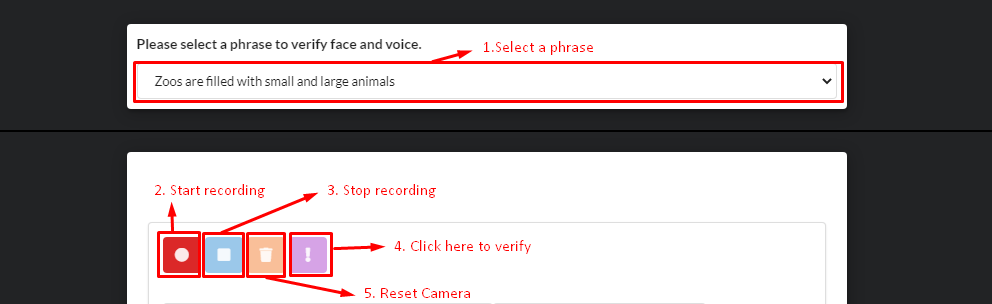 Please select a phrase to verify face and voice.
1.Select a phrase
Zoos are filled with small and large animals
2. Start recording
3. Stop recording
4. Click here to verify
5. Reset Camera